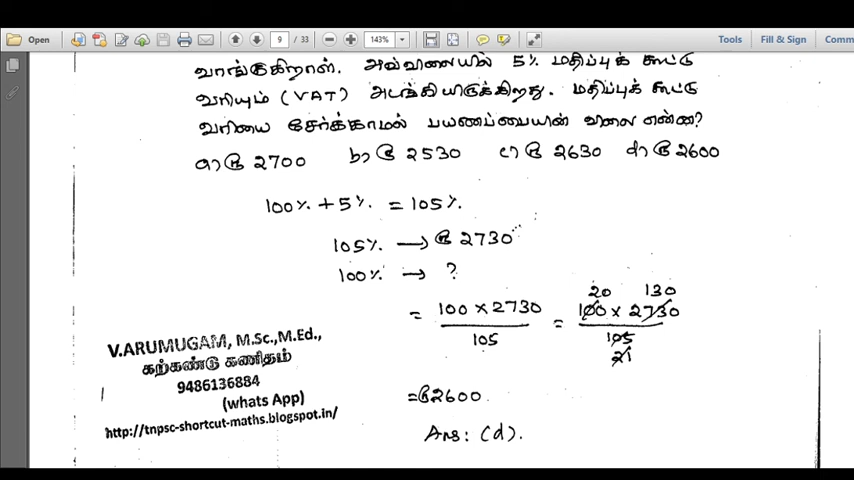 Open
9 / 33
143%
Tools
Fill & Sign
Comm
வாங்குகிறாள். அவ்விலையில் 5% மதிப்புக் கூட்டு
வரியும் (VAT) அடங்கியிருக்கிறது. மதிப்புக் கூட்டு
வரியை சேர்க்காமல் பயணப்பையின் விலை என்ன?
a) ரூ 2700 b) ரூ 2530 c) ரூ 2630 d) ரூ 2600
100% + 5% = 105%.
105% → ரூ 2730
100% → ?
= 100 × 2730 / 105 = 20 130 100 × 2730 / 105 21
V.ARUMUGAM, M.Sc.,M.Ed.,
கற்கண்டு கணிதம்
9486136884
(whats App)
http://tnpsc-shortcut-maths.blogspot.in/
= ரூ 2600.
Ans: (d).